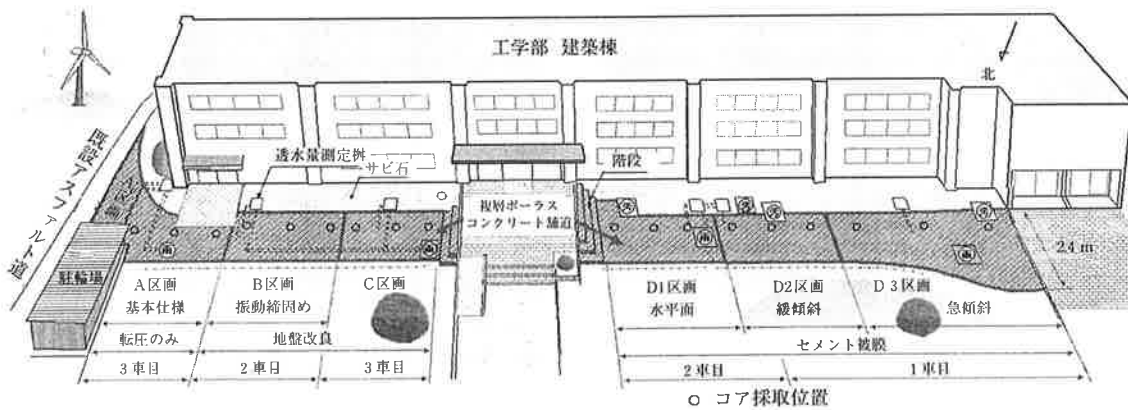 工学部 建築棟
北
既設アスファルト道
透水量測定桝
サビ石
階段
A'区画
複層ポーラス
コンクリート舗道
24 m
駐輪場
A区画
基本仕様
B区画
振動締固め
C区画
D1区画
水平面
D2区画
緩傾斜
D3区画
急傾斜
転圧のみ
地盤改良
セメント被膜
3車目
2車目
3車目
2車目
1車目
○ コア採取位置